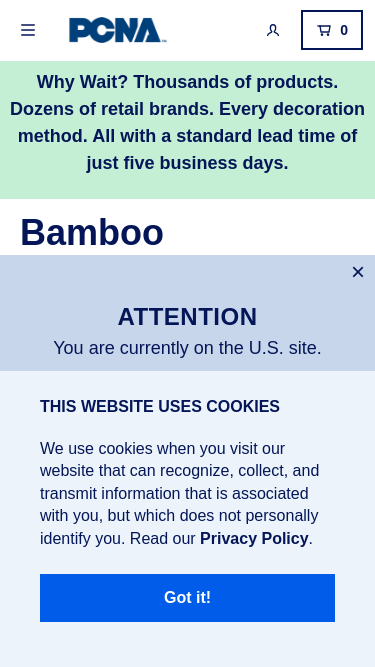 PCNA
0
Why Wait? Thousands of products.
Dozens of retail brands. Every decoration
method. All with a standard lead time of
just five business days.
Bamboo
ATTENTION
You are currently on the U.S. site.
THIS WEBSITE USES COOKIES
We use cookies when you visit our
website that can recognize, collect, and
transmit information that is associated
with you, but which does not personally
identify you. Read our Privacy Policy.
Got it!